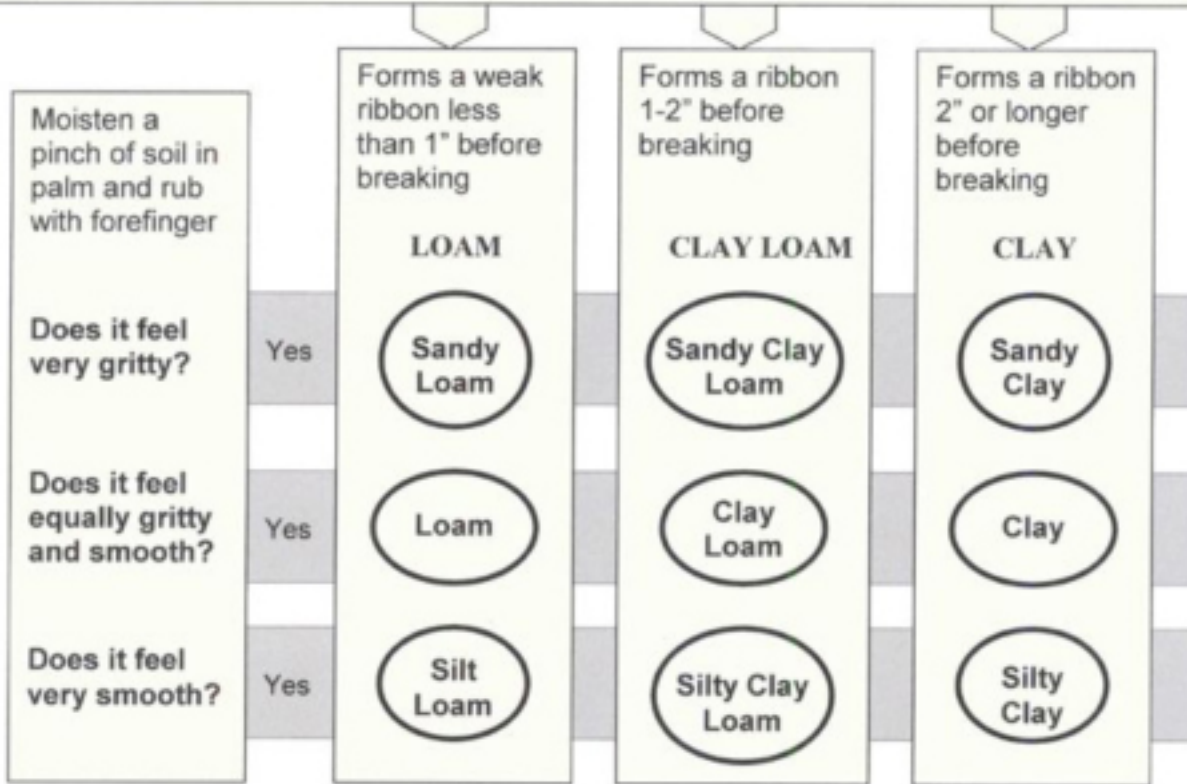 Moisten a
pinch of soil in
palm and rub
with forefinger
Forms a weak
ribbon less
than 1" before
breaking
LOAM
Forms a ribbon
1-2" before
breaking
CLAY LOAM
Forms a ribbon
2" or longer
before
breaking
CLAY
Does it feel
very gritty?
Yes
Sandy
Loam
Sandy Clay
Loam
Sandy
Clay
Does it feel
equally gritty
and smooth?
Yes
Loam
Clay
Loam
Clay
Does it feel
very smooth?
Yes
Silt
Loam
Silty Clay
Loam
Silty
Clay